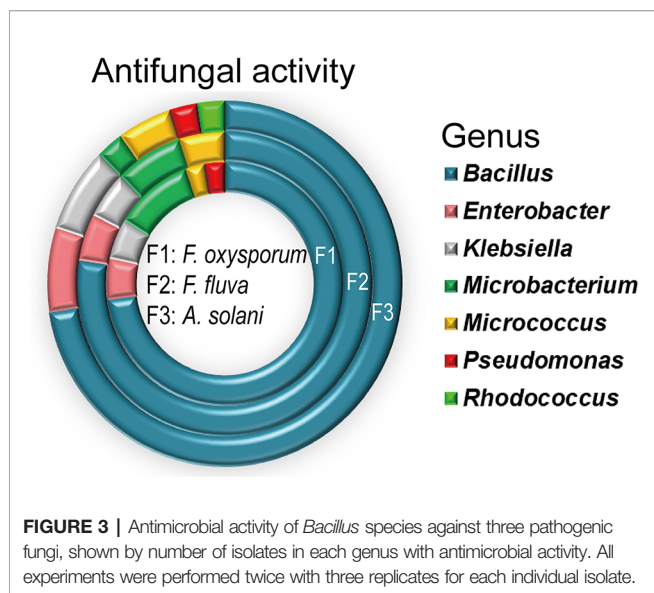 Antifungal activity
F1: F. oxysporum
F2: F. fluva
F3: A. solani
F1
F2
F3
Genus
Bacillus
Enterobacter
Klebsiella
Microbacterium
Micrococcus
Pseudomonas
Rhodococcus
FIGURE 3 | Antimicrobial activity of Bacillus species against three pathogenic
fungi, shown by number of isolates in each genus with antimicrobial activity. All
experiments were performed twice with three replicates for each individual isolate.